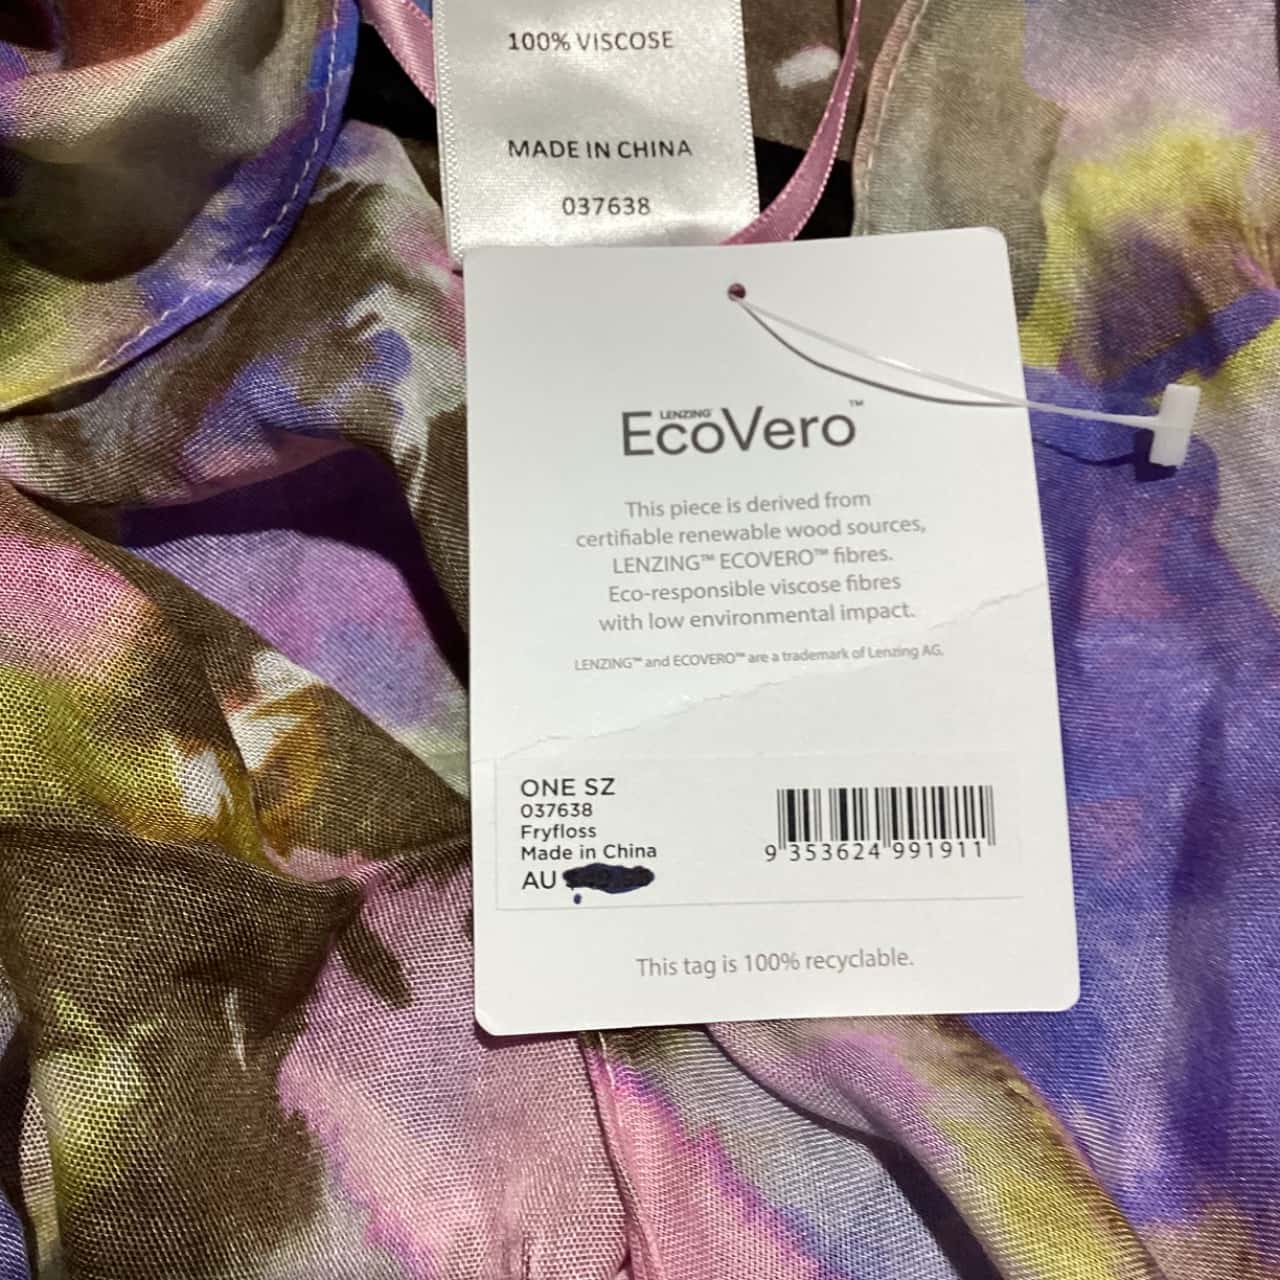 100% VISCOSE
MADE IN CHINA
037638
LENZING™
EcoVero™
This piece is derived from
certifiable renewable wood sources,
LENZING™ ECOVERO™ fibres.
Eco-responsible viscose fibres
with low environmental impact.
LENZING™ and ECOVERO™ are a trademark of Lenzing AG.
ONE SZ
037638
Fryfloss
Made in China
AU
9 353624 991911
This tag is 100% recyclable.